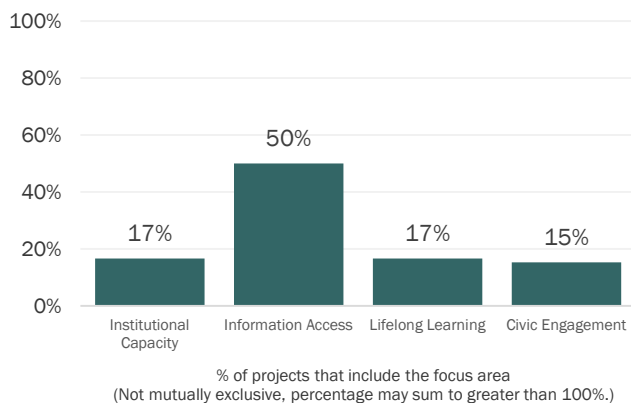 100%
80%
60%
40%
20%
0%
17%
50%
17%
15%
Institutional
Capacity
Information Access
Lifelong Learning
Civic Engagement
% of projects that include the focus area
(Not mutually exclusive, percentage may sum to greater than 100%.)